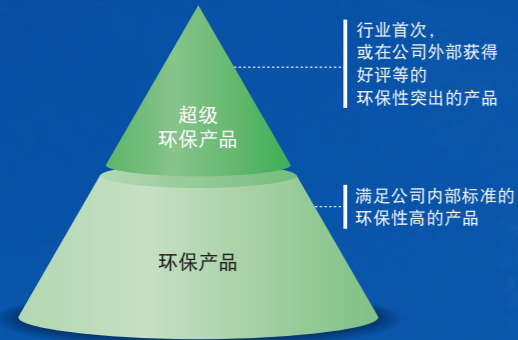 行业首次，
或在公司外部获得
好评等的
环保性突出的产品
超级
环保产品
满足公司内部标准的
环保性高的产品
环保产品